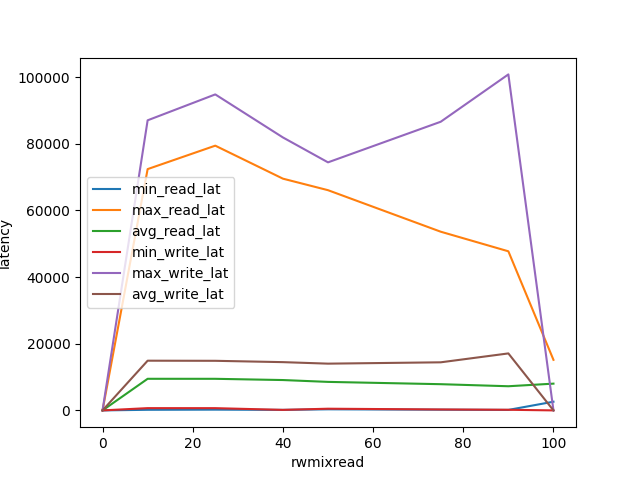 100000
80000
60000
40000
20000
0
latency
min_read_lat
max_read_lat
avg_read_lat
min_write_lat
max_write_lat
avg_write_lat
0
20
40
60
80
100
rwmixread